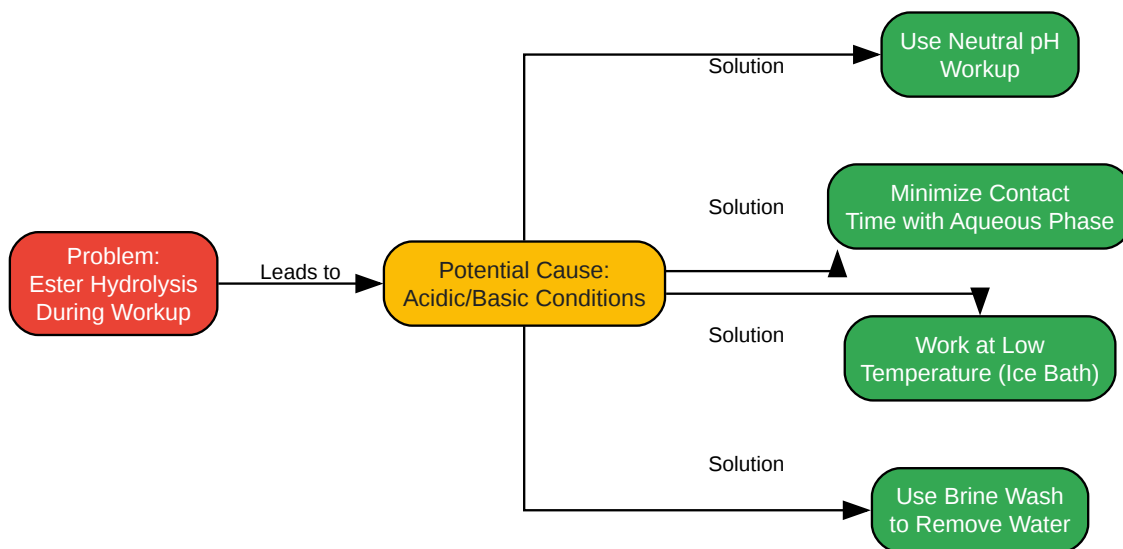 Problem:
Ester Hydrolysis
During Workup
Leads to
Potential Cause:
Acidic/Basic Conditions
Solution
Use Neutral pH
Workup
Solution
Minimize Contact
Time with Aqueous Phase
Solution
Work at Low
Temperature (Ice Bath)
Solution
Use Brine Wash
to Remove Water